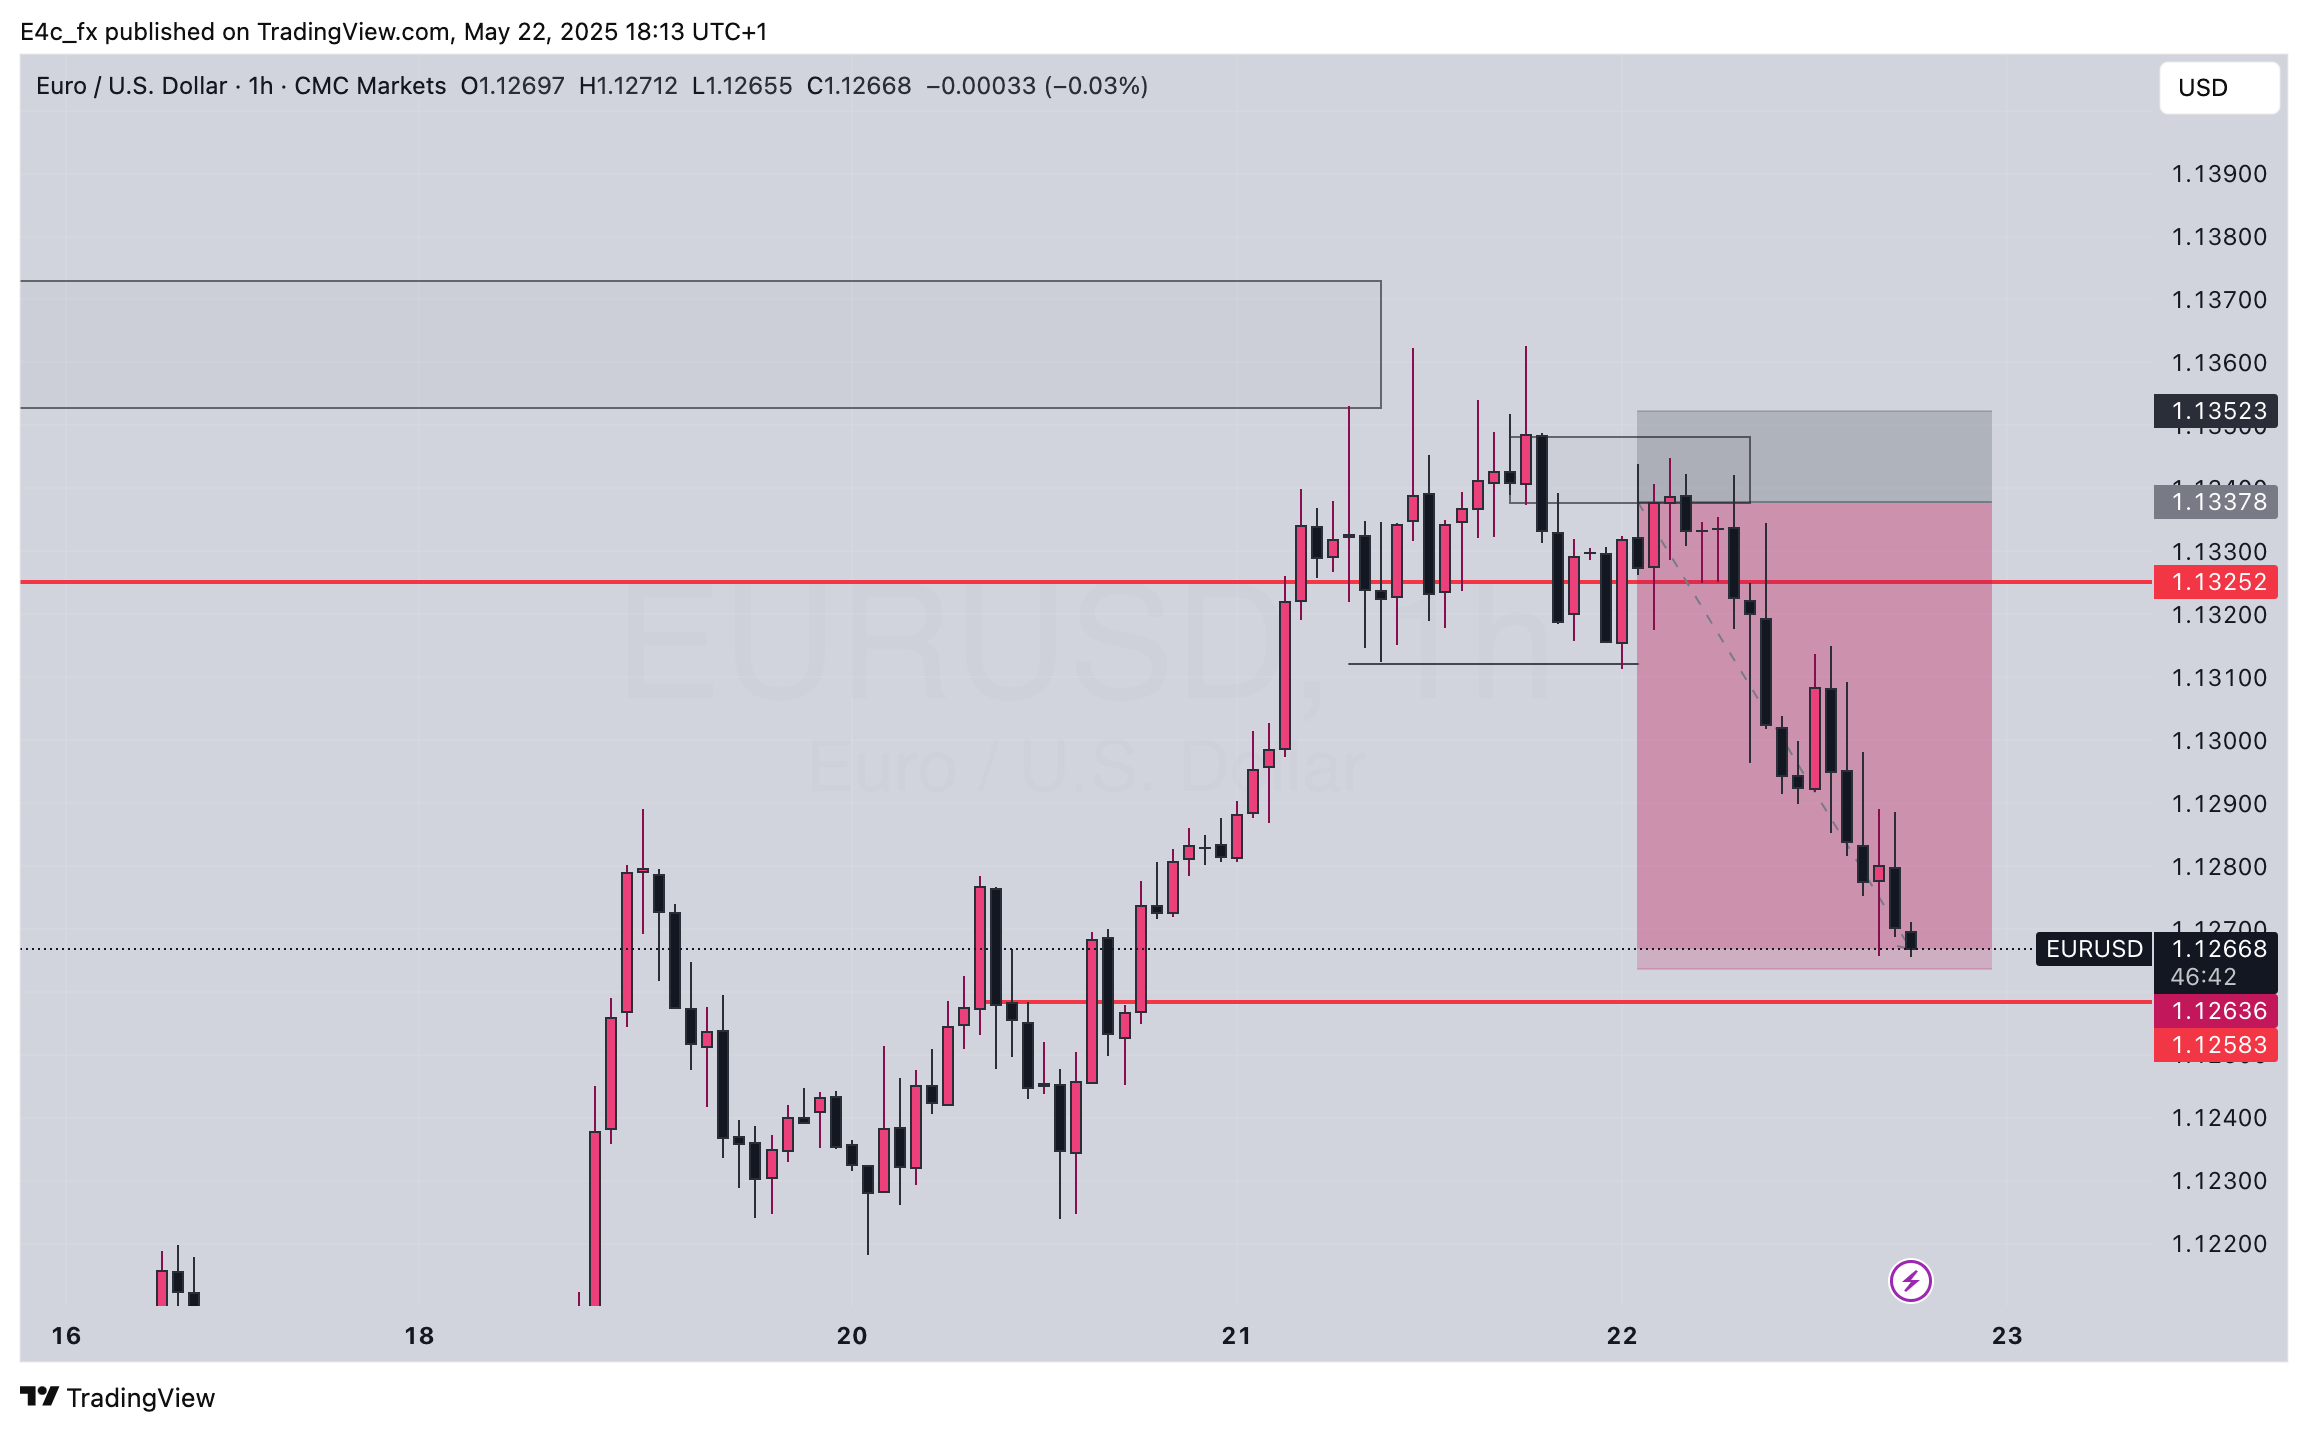 E4c_fx published on TradingView.com, May 22, 2025 18:13 UTC+1
Euro / U.S. Dollar · 1h · CMC Markets O1.12697 H1.12712 L1.12655 C1.12668 −0.00033 (−0.03%)
USD
1.13900
1.13800
1.13700
1.13600
1.13523
1.13378
1.13300
1.13252
1.13200
1.13100
1.13000
1.12900
1.12800
1.12700
EURUSD 1.12668
46:42
1.12636
1.12583
1.12400
1.12300
1.12200
EURUSD, 1h
Euro / U.S. Dollar
16 18 20 21 22 23
TradingView